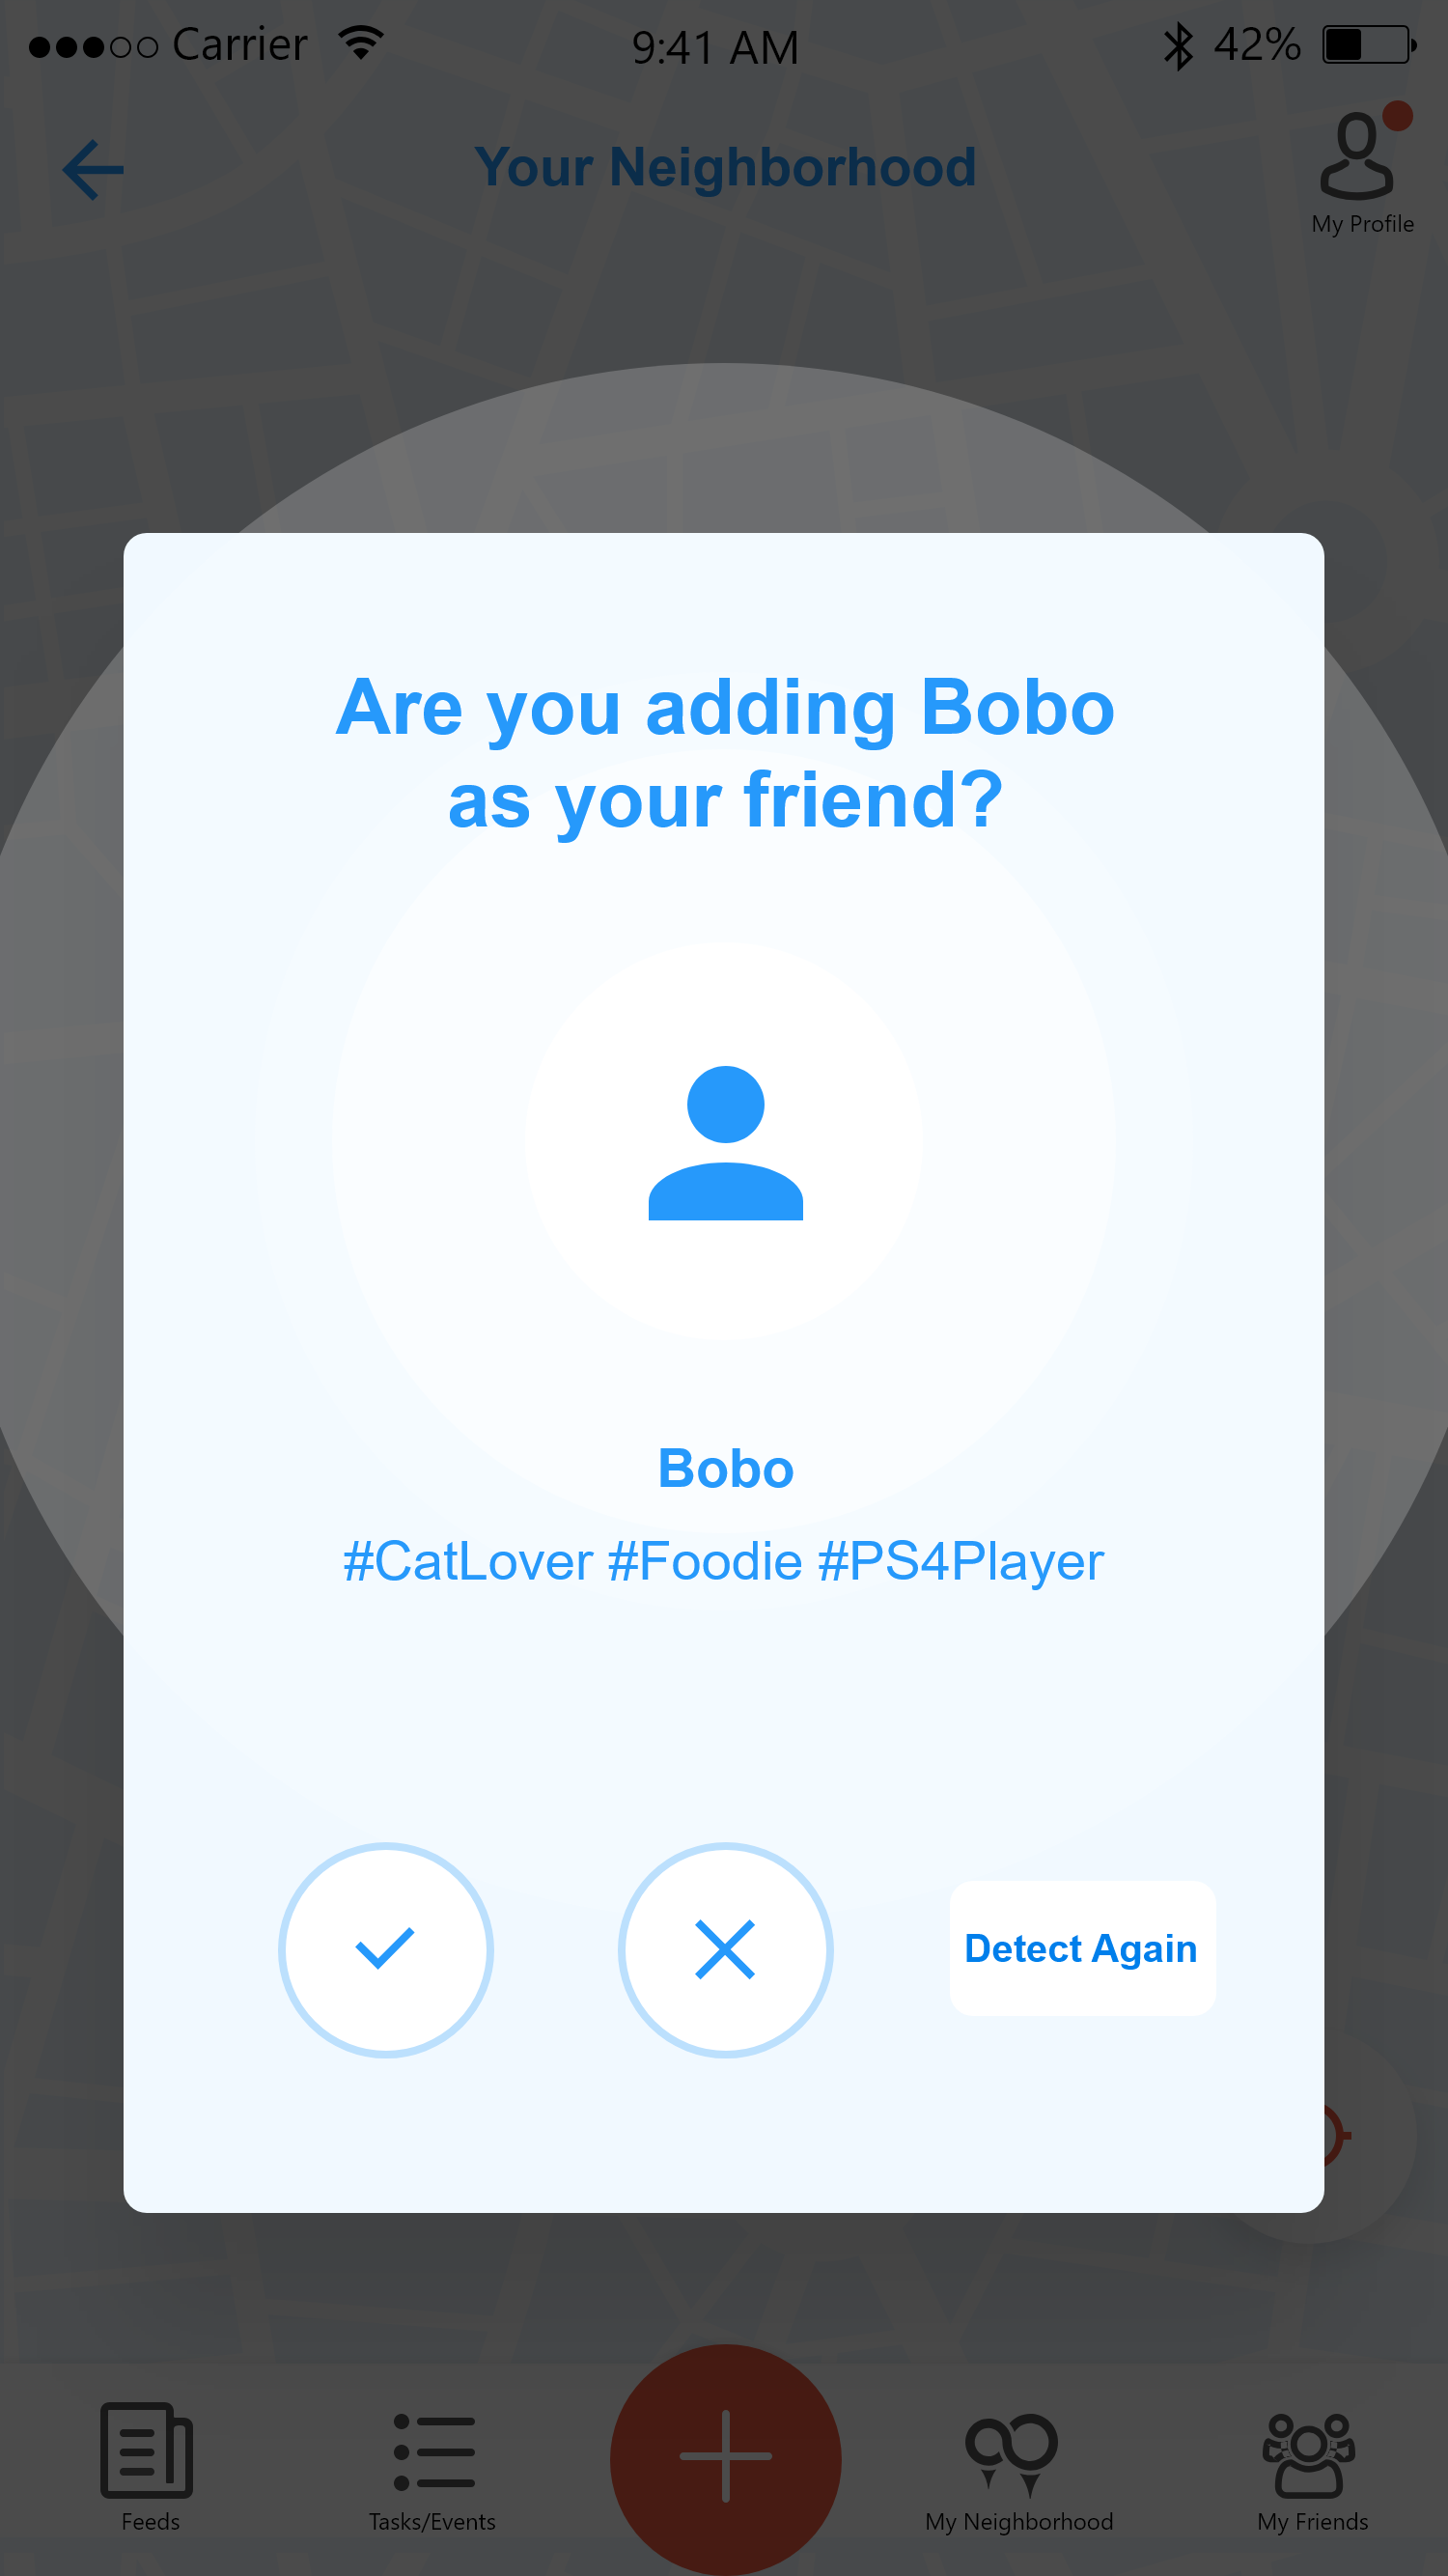 Carrier 9:41 AM 42%
Your Neighborhood
My Profile
Are you adding Bobo
as your friend?
Bobo
#CatLover #Foodie #PS4Player
Detect Again
Feeds
Tasks/Events
My Neighborhood
My Friends